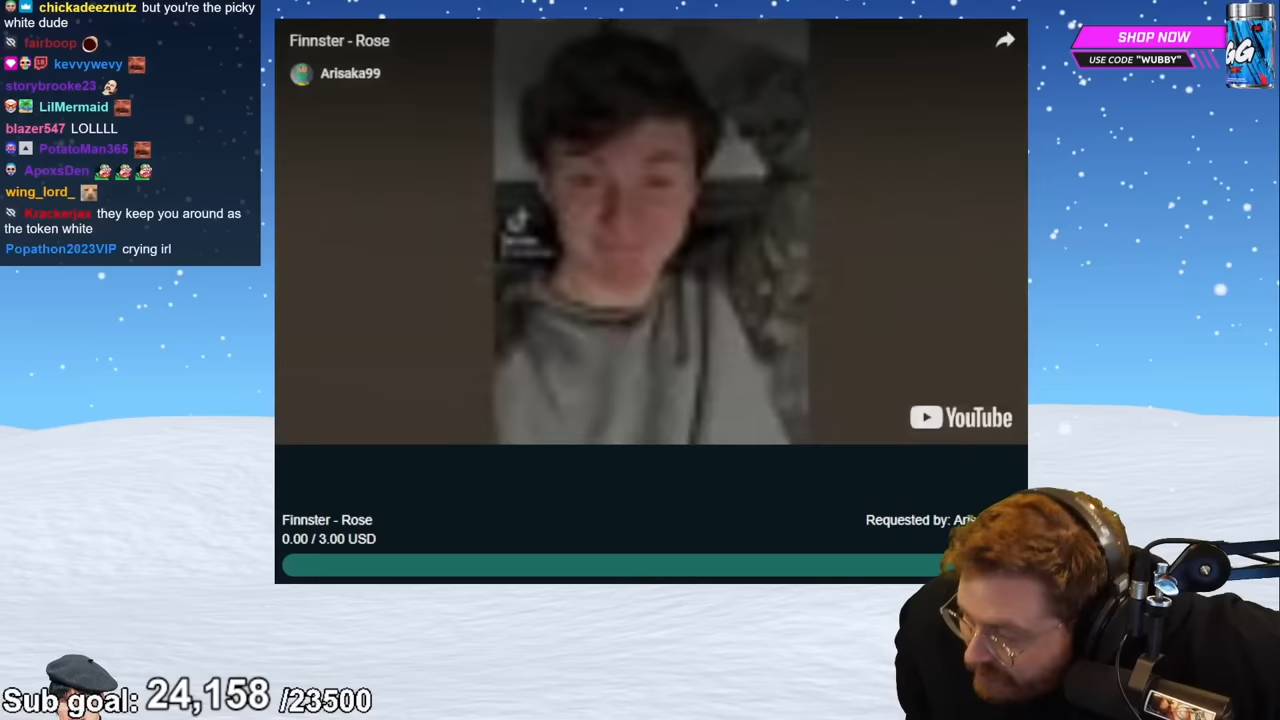 chickadeeznutz but you're the picky
white dude
fairboop
kevvywevy
storybrooke23
LilMermaid
blazer547 LOLLLL
PotatoMan365
ApoxsDen
wing_lord_
Krackerjax they keep you around as
the token white
Popathon2023VIP crying irl
Finnster - Rose
Arisaka99
YouTube
Finnster - Rose
Requested by:
0.00 / 3.00 USD
SHOP NOW
USE CODE "WUBBY"
GG
Sub goal: 24,158 /23500